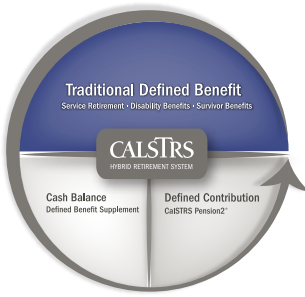 Traditional Defined Benefit
Service Retirement • Disability Benefits • Survivor Benefits
CALSTRS
HYBRID RETIREMENT SYSTEM
Cash Balance
Defined Benefit Supplement
Defined Contribution
CalSTRS Pension2®